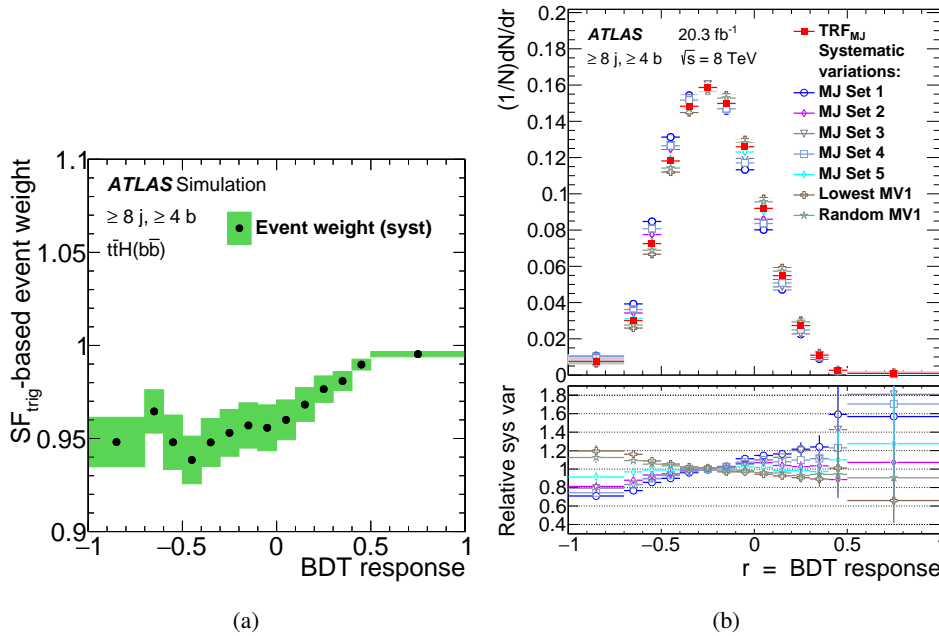 SF_trig-based event weight
1.1
1.05
1
0.95
0.9
ATLAS Simulation
≥ 8 j, ≥ 4 b
tt̄H(bb̄)
Event weight (syst)
−1 −0.5 0 0.5 1
BDT response
(a)
(1/N)dN/dr
0.2
0.18
0.16
0.14
0.12
0.1
0.08
0.06
0.04
0.02
0
ATLAS 20.3 fb⁻¹
≥ 8 j, ≥ 4 b √s = 8 TeV
TRF_MJ
Systematic
variations:
MJ Set 1
MJ Set 2
MJ Set 3
MJ Set 4
MJ Set 5
Lowest MV1
Random MV1
Relative sys var
1.8
1.6
1.4
1.2
1.0
0.8
0.6
0.4
−1 −0.5 0 0.5 1
r = BDT response
(b)